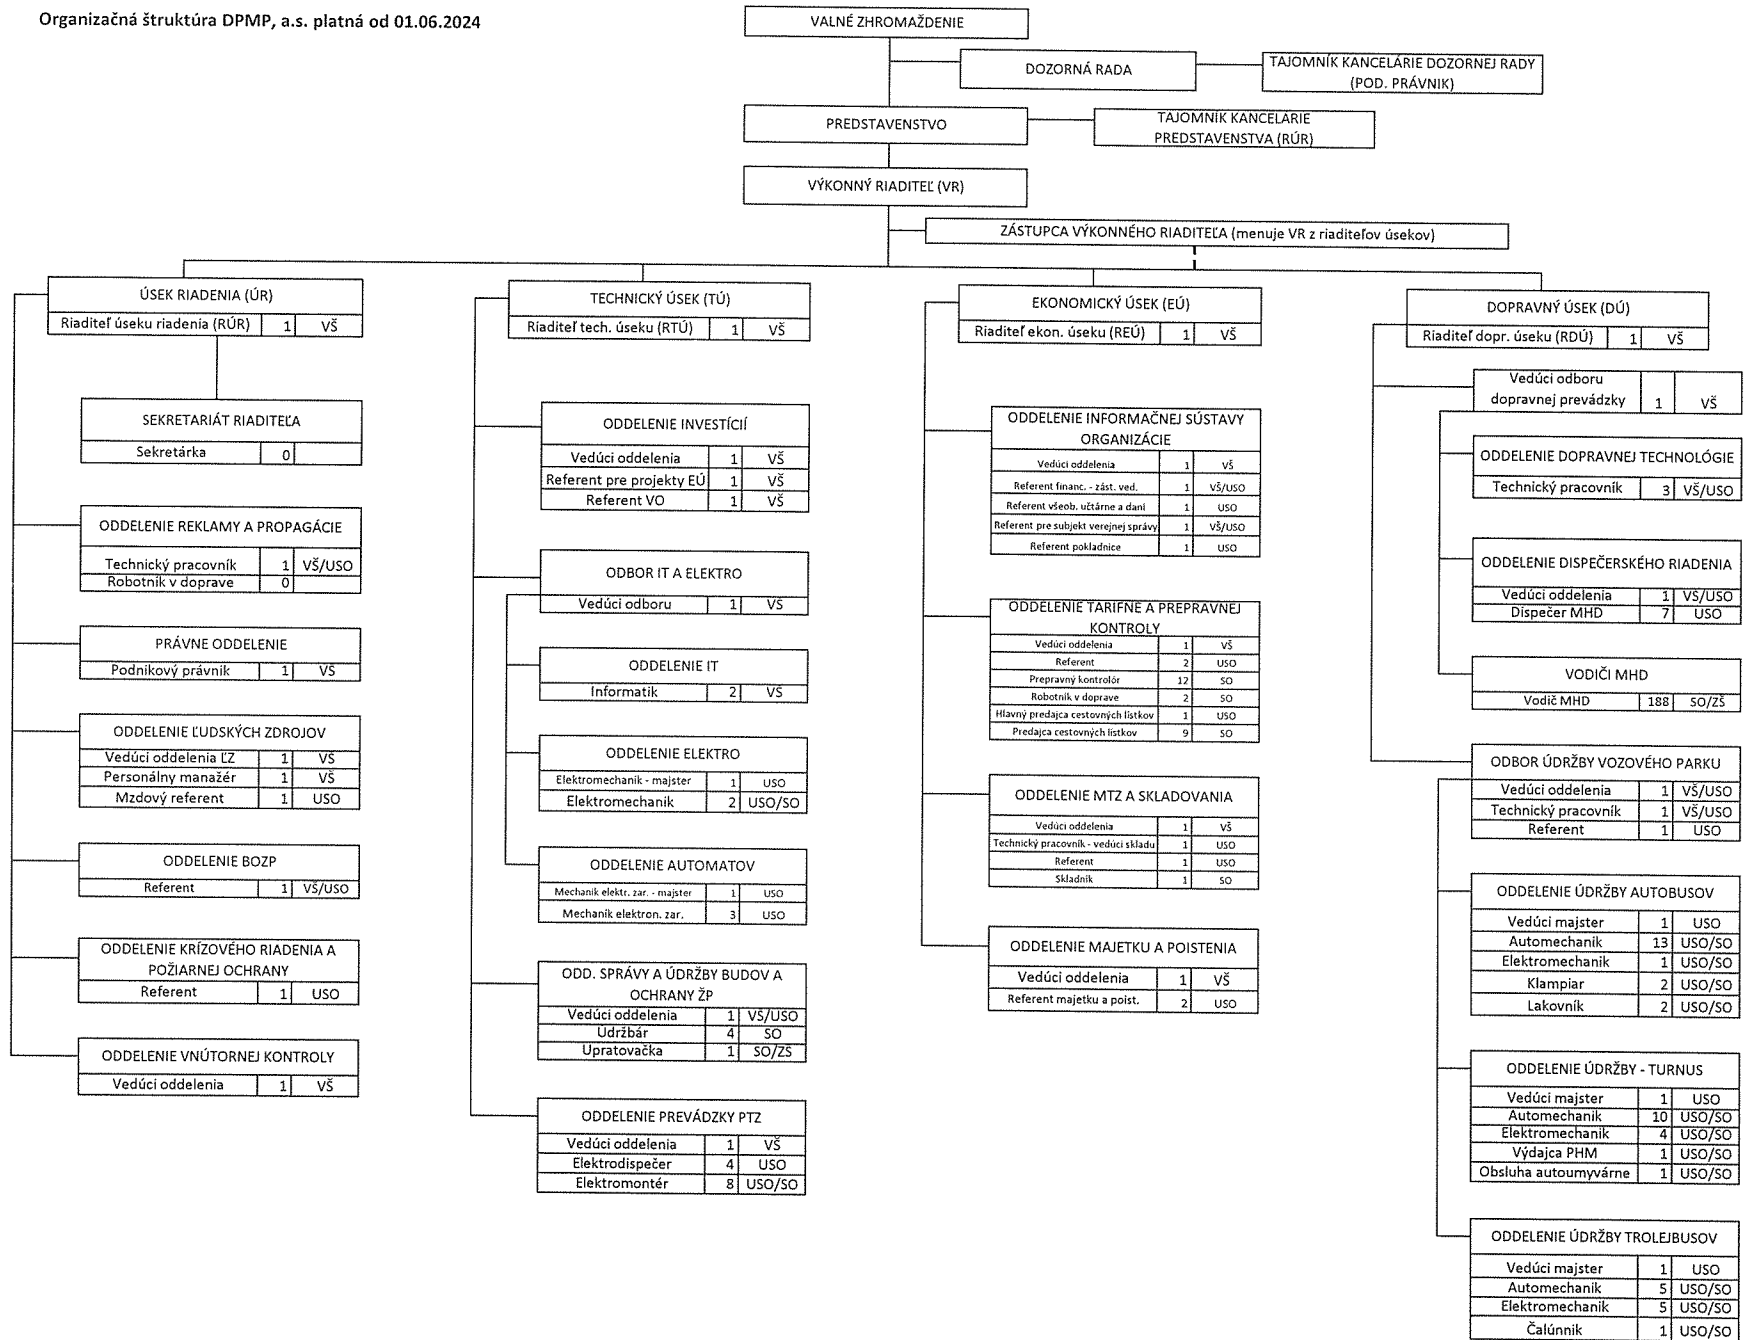 Organizačná štruktúra DPMP, a.s. platná od 01.06.2024
VALNÉ ZHROMAŽDENIE
DOZORNÁ RADA
TAJOMNÍK KANCELÁRIE DOZORNEJ RADY
(POD. PRÁVNIK)
PREDSTAVENSTVO
TAJOMNÍK KANCELÁRIE
PREDSTAVENSTVA (RÚR)
VÝKONNÝ RIADITEĽ (VR)
ZÁSTUPCA VÝKONNÉHO RIADITEĽA (menuje VR z riaditeľov úsekov)
ÚSEK RIADENIA (ÚR)
Riaditeľ úseku riadenia (RÚR) 1 VŠ
SEKRETARIÁT RIADITEĽA
Sekretárka 0
ODDELENIE REKLAMY A PROPAGÁCIE
Technický pracovník 1 VŠ/USO
Robotník v doprave 0
PRÁVNE ODDELENIE
Podnikový právnik 1 VŠ
ODDELENIE ĽUDSKÝCH ZDROJOV
Vedúci oddelenia ĽZ 1 VŠ
Personálny manažér 1 VŠ
Mzdový referent 1 USO
ODDELENIE BOZP
Referent 1 VŠ/USO
ODDELENIE KRÍZOVÉHO RIADENIA A
POŽIARNEJ OCHRANY
Referent 1 USO
ODDELENIE VNÚTORNEJ KONTROLY
Vedúci oddelenia 1 VŠ
TECHNICKÝ ÚSEK (TÚ)
Riaditeľ tech. úseku (RTÚ) 1 VŠ
ODDELENIE INVESTÍCIÍ
Vedúci oddelenia 1 VŠ
Referent pre projekty EÚ 1 VŠ
Referent VO 1 VŠ
ODBOR IT A ELEKTRO
Vedúci odboru 1 VŠ
ODDELENIE IT
Informatik 2 VŠ
ODDELENIE ELEKTRO
Elektromechanik - majster 1 USO
Elektromechanik 2 USO/SO
ODDELENIE AUTOMATOV
Mechanik elektr. zar. - majster 1 USO
Mechanik elektron. zar. 3 USO
ODD. SPRÁVY A ÚDRŽBY BUDOV A
OCHRANY ŽP
Vedúci oddelenia 1 VŠ/USO
Údržbár 4 SO
Upratovačka 1 SO/ZŠ
ODDELENIE PREVÁDZKY PTZ
Vedúci oddelenia 1 VŠ
Elektrodispečer 4 USO
Elektromontér 8 USO/SO
EKONOMICKÝ ÚSEK (EÚ)
Riaditeľ ekon. úseku (REÚ) 1 VŠ
ODDELENIE INFORMAČNEJ SÚSTAVY
ORGANIZÁCIE
Vedúci oddelenia 1 VŠ
Referent financ. - zást. ved. 1 VŠ/USO
Referent všeob. učtárne a daní 1 USO
Referent pre subjekt verejnej správy 1 VŠ/USO
Referent pokladnice 1 USO
ODDELENIE TARIFNE A PREPRAVNEJ
KONTROLY
Vedúci oddelenia 1 VŠ
Referent 2 USO
Prepravný kontrolór 12 SO
Robotník v doprave 2 SO
Hlavný predajca cestovných lístkov 1 USO
Predajca cestovných lístkov 9 SO
ODDELENIE MTZ A SKLADOVANIA
Vedúci oddelenia 1 VŠ
Technický pracovník - vedúci skladu 1 USO
Referent 1 USO
Skladník 1 SO
ODDELENIE MAJETKU A POISTENIA
Vedúci oddelenia 1 VŠ
Referent majetku a poist. 2 USO
DOPRAVNÝ ÚSEK (DÚ)
Riaditeľ dopr. úseku (RDÚ) 1 VŠ
Vedúci odboru
dopravnej prevádzky 1 VŠ
ODDELENIE DOPRAVNEJ TECHNOLÓGIE
Technický pracovník 3 VŠ/USO
ODDELENIE DISPEČERSKÉHO RIADENIA
Vedúci oddelenia 1 VŠ/USO
Dispečer MHD 7 USO
VODIČI MHD
Vodič MHD 188 SO/ZŠ
ODBOR ÚDRŽBY VOZOVÉHO PARKU
Vedúci oddelenia 1 VŠ/USO
Technický pracovník 1 VŠ/USO
Referent 1 USO
ODDELENIE ÚDRŽBY AUTOBUSOV
Vedúci majster 1 USO
Automechanik 13 USO/SO
Elektromechanik 1 USO/SO
Klampiar 2 USO/SO
Lakovník 2 USO/SO
ODDELENIE ÚDRŽBY - TURNUS
Vedúci majster 1 USO
Automechanik 10 USO/SO
Elektromechanik 4 USO/SO
Výdajca PHM 1 USO/SO
Obsluha autoumyvárne 1 USO/SO
ODDELENIE ÚDRŽBY TROLEJBUSOV
Vedúci majster 1 USO
Automechanik 5 USO/SO
Elektromechanik 5 USO/SO
Čalúnnik 1 USO/SO